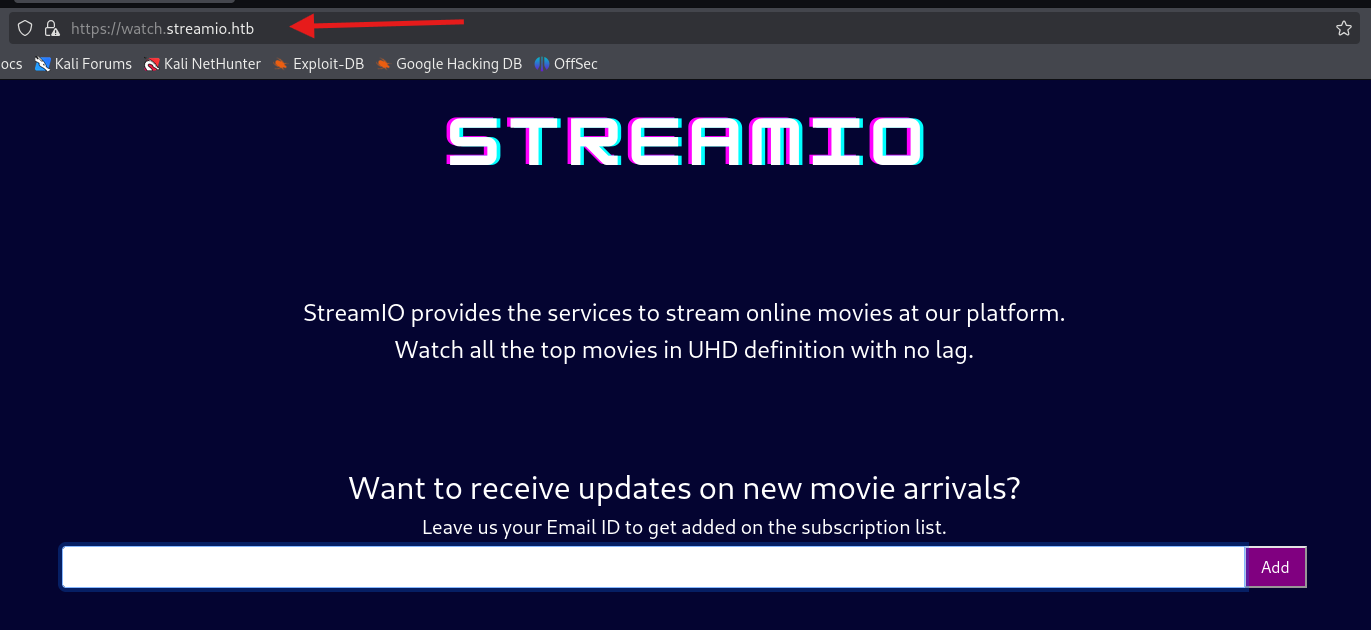 https://watch.streamio.htb
ocs Kali Forums Kali NetHunter Exploit-DB Google Hacking DB OffSec
STREAMIO
StreamIO provides the services to stream online movies at our platform.
Watch all the top movies in UHD definition with no lag.
Want to receive updates on new movie arrivals?
Leave us your Email ID to get added on the subscription list.
Add